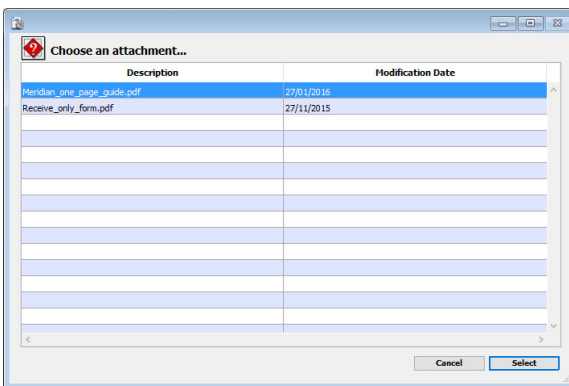 ?
Choose an attachment...
Description Modification Date
Meridian_one_page_guide.pdf 27/01/2016
Receive_only_form.pdf 27/11/2015
Cancel Select